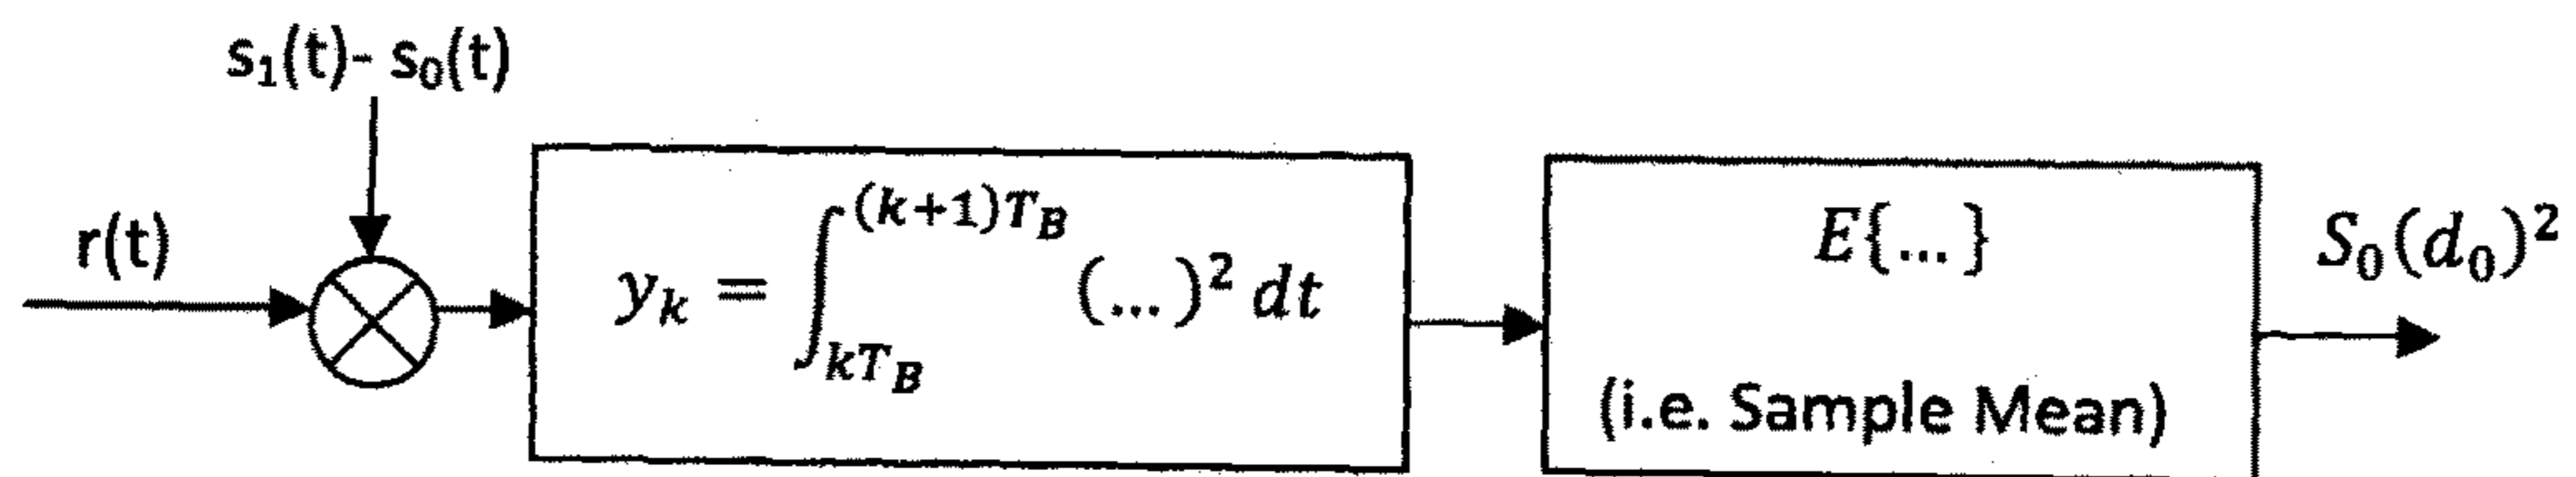 s₁(t)- s₀(t)
r(t)
y_k = ∫_{kT_B}^{(k+1)T_B} (...)² dt
E{...}
(i.e. Sample Mean)
S₀(d₀)²